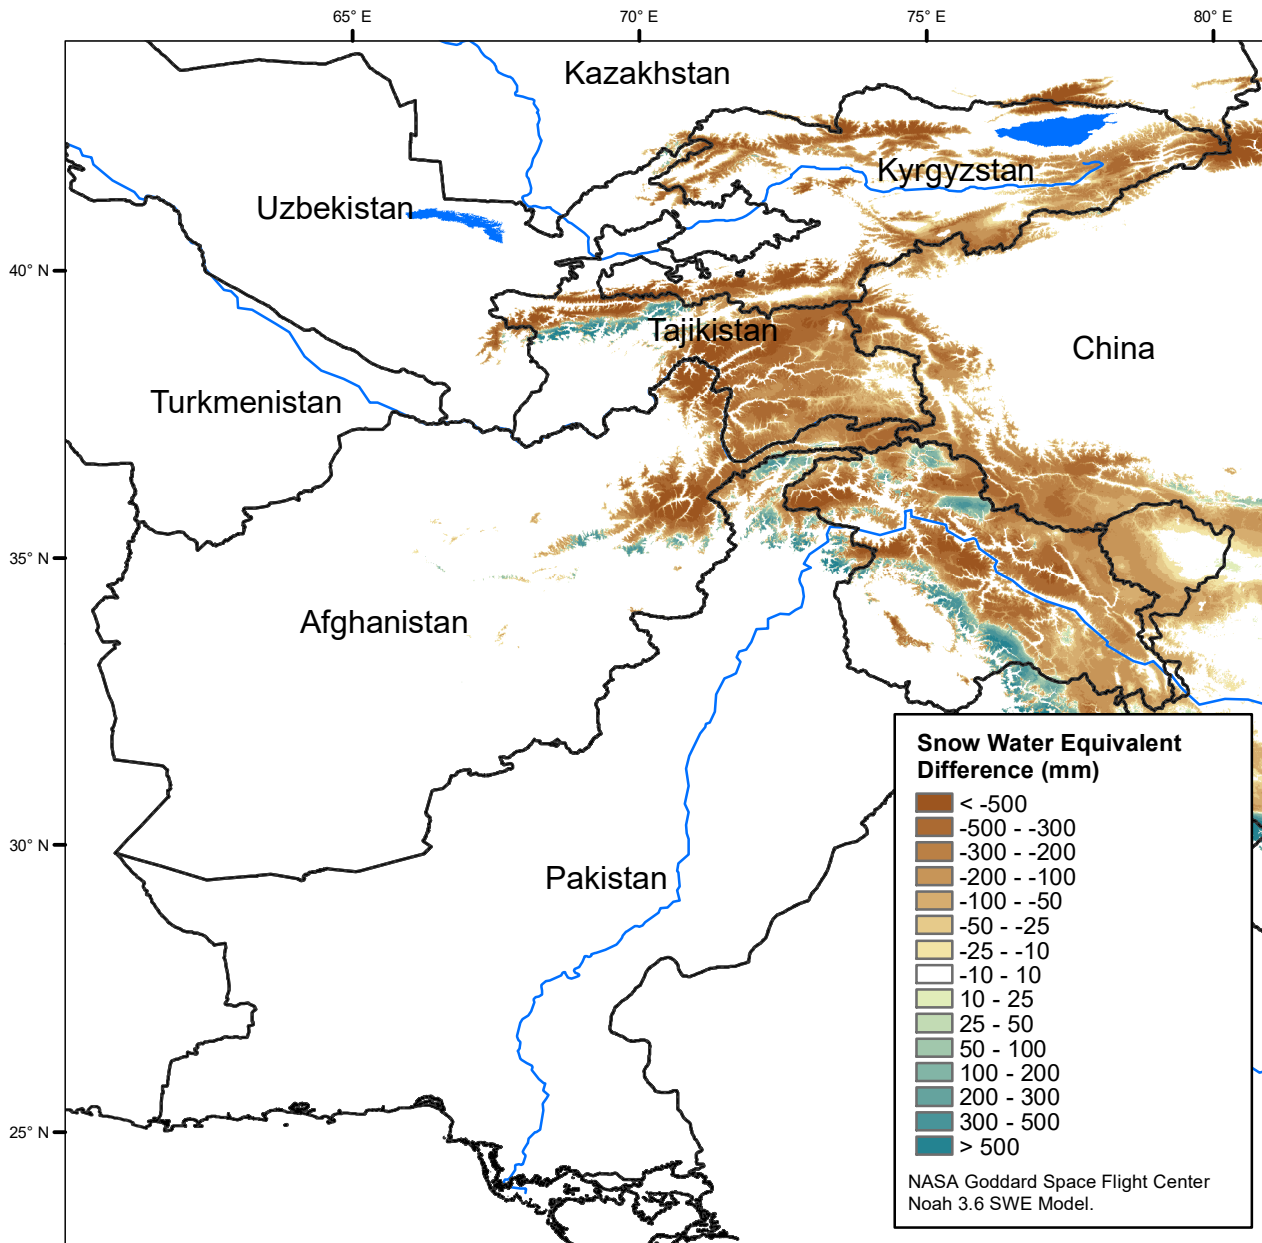 65° E
70° E
75° E
80° E
Kazakhstan
Kyrgyzstan
Uzbekistan
40° N
Tajikistan
China
Turkmenistan
35° N
Afghanistan
Snow Water Equivalent
Difference (mm)
< -500
-500 - -300
-300 - -200
-200 - -100
-100 - -50
-50 - -25
-25 - -10
-10 - 10
10 - 25
25 - 50
50 - 100
100 - 200
200 - 300
300 - 500
> 500
NASA Goddard Space Flight Center
Noah 3.6 SWE Model.
30° N
Pakistan
25° N